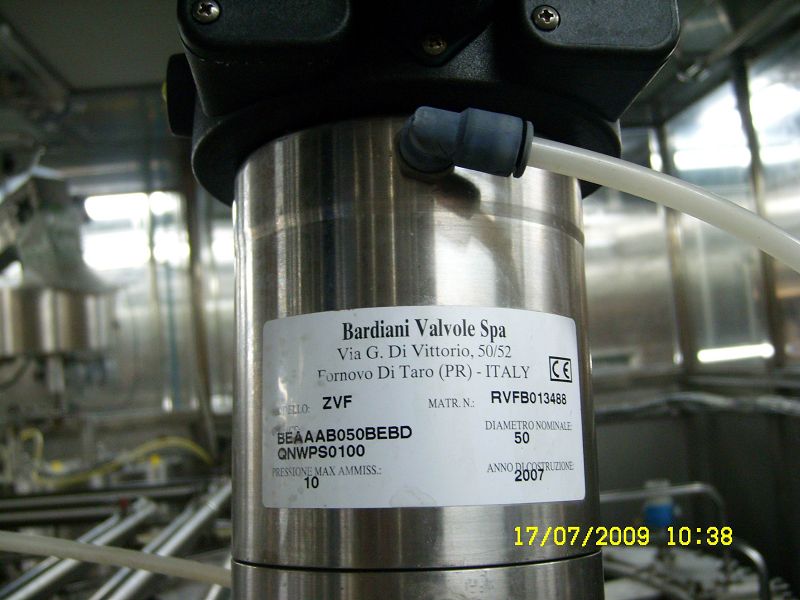 Bardiani Valvole Spa
Via G. Di Vittorio, 50/52
Fornovo Di Taro (PR) - ITALY CE
ZVF MATR. N.: RVFB013488
BEAAAB050BEBD DIAMETRO NOMINALE:
QNWPS0100 50
PRESSIONE MAX AMMISS.: ANNO DI COSTRUZIONE:
10 2007
17/07/2009 10:38